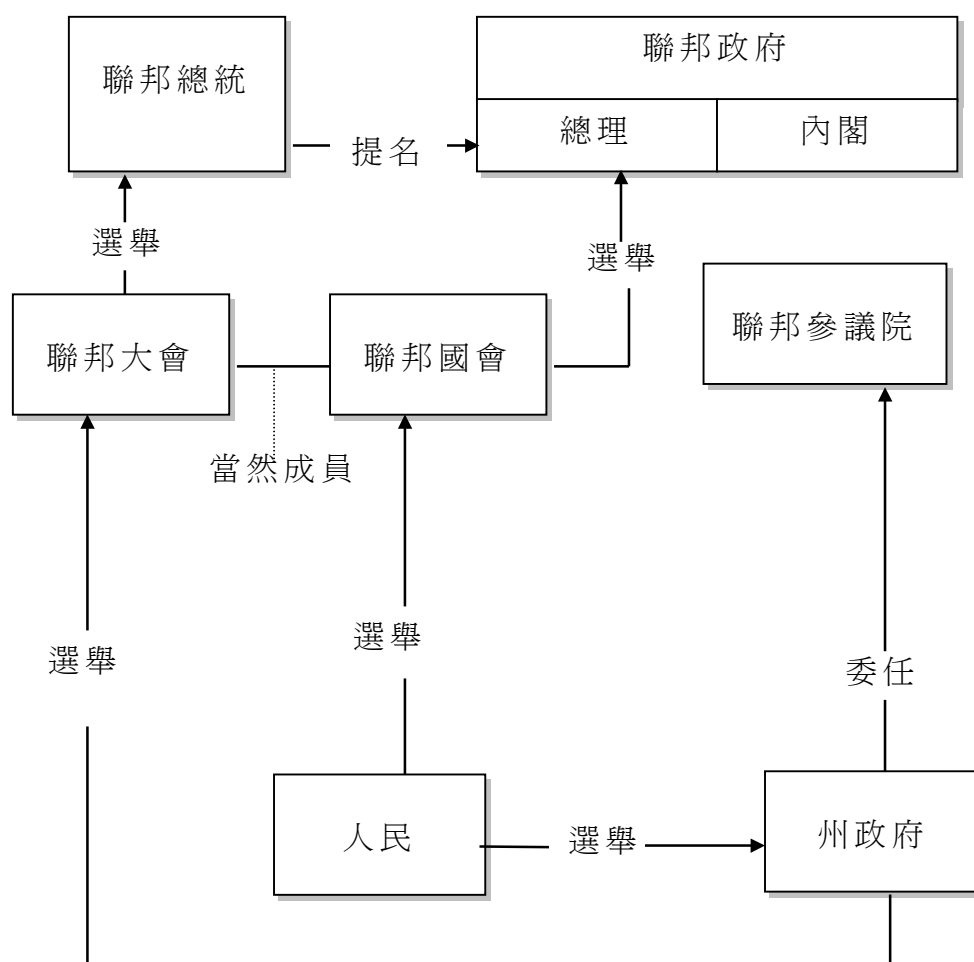 聯邦總統
聯邦政府
總理
內閣
提名
選舉
選舉
聯邦大會
聯邦國會
聯邦參議院
當然成員
選舉
選舉
委任
人民
選舉
州政府